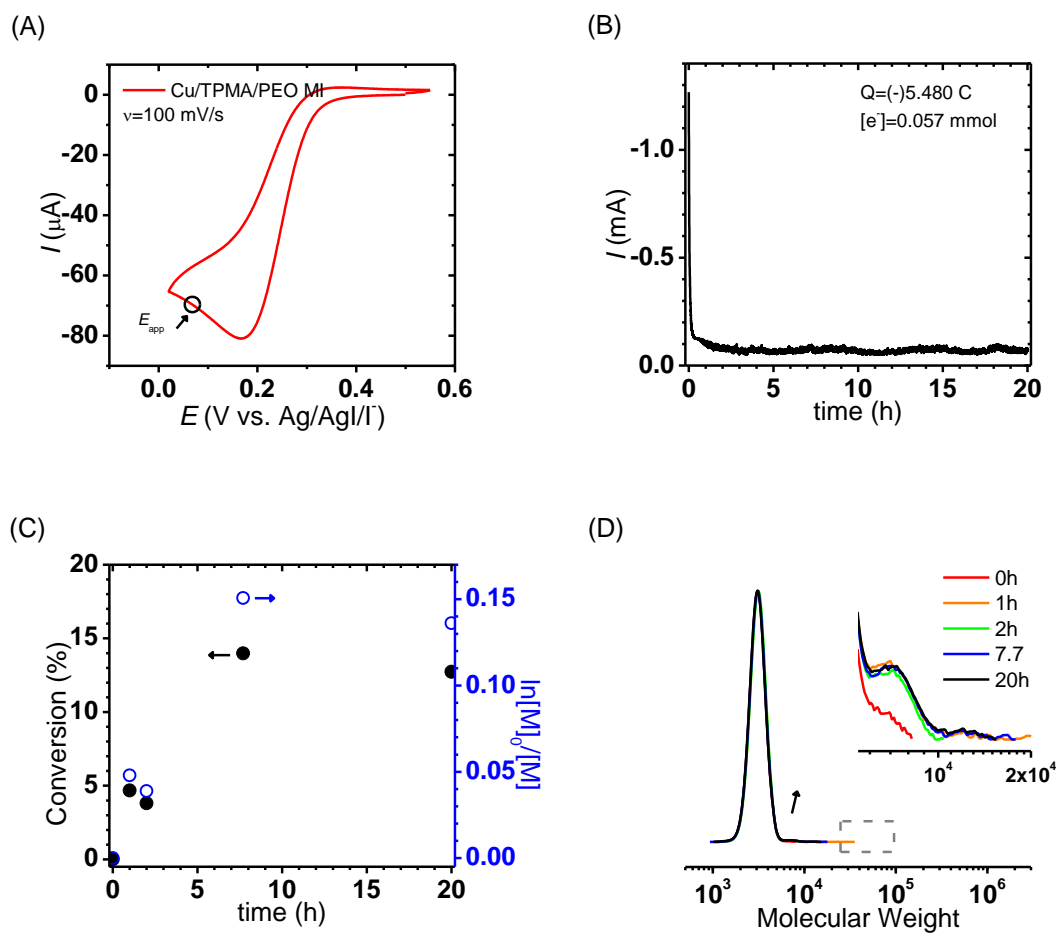 (A)
Cu/TPMA/PEO MI
ν=100 mV/s
0
-20
-40
-60
-80
I (μA)
E_app
0.0 0.2 0.4 0.6
E (V vs. Ag/AgI/I⁻)
(B)
Q=(-)5.480 C
[e⁻]=0.057 mmol
-1.0
-0.5
0.0
I (mA)
0 5 10 15 20
time (h)
(C)
20
15
10
5
0
Conversion (%)
0.15
0.10
0.05
0.00
ln[M]₀/[M]
0 5 10 15 20
time (h)
(D)
0h
1h
2h
7.7
20h
10⁴ 2x10⁴
10³ 10⁴ 10⁵ 10⁶
Molecular Weight